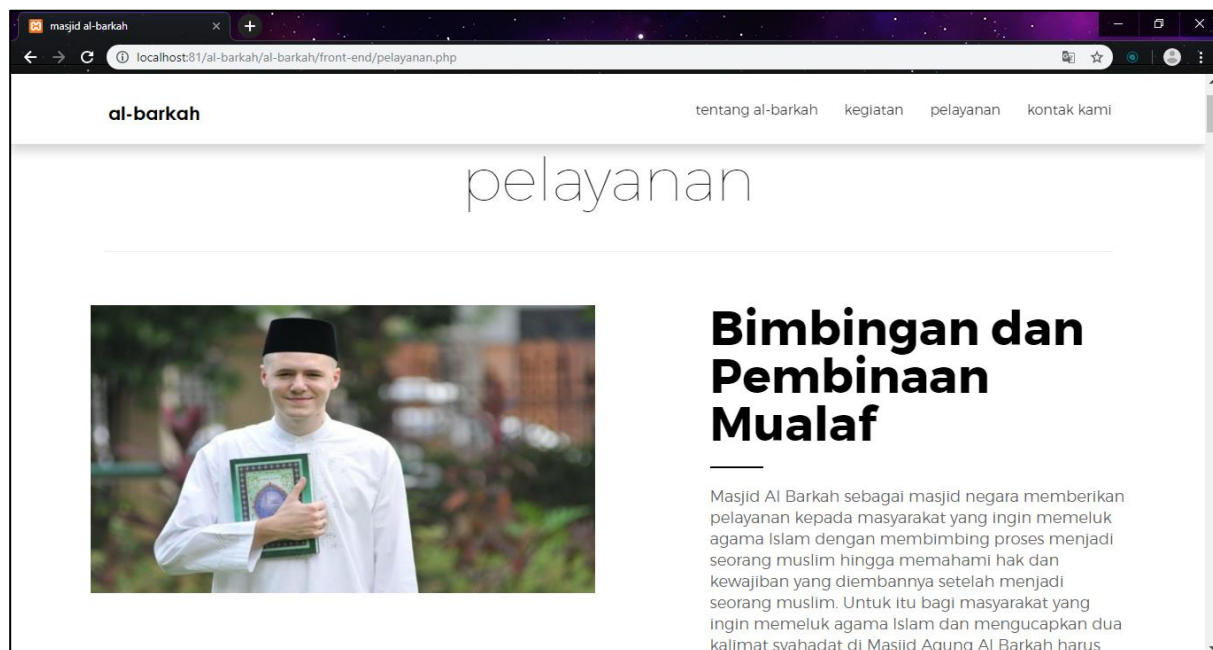 masjid al-barkah
localhost:81/al-barkah/al-barkah/front-end/pelayanan.php
al-barkah
tentang al-barkah kegiatan pelayanan kontak kami
pelayanan
Bimbingan dan
Pembinaan
Mualaf
Masjid Al Barkah sebagai masjid negara memberikan
pelayanan kepada masyarakat yang ingin memeluk
agama Islam dengan membimbing proses menjadi
seorang muslim hingga memahami hak dan
kewajiban yang diembannya setelah menjadi
seorang muslim. Untuk itu bagi masyarakat yang
ingin memeluk agama Islam dan mengucapkan dua
kalimat syahadat di Masjid Agung Al Barkah harus